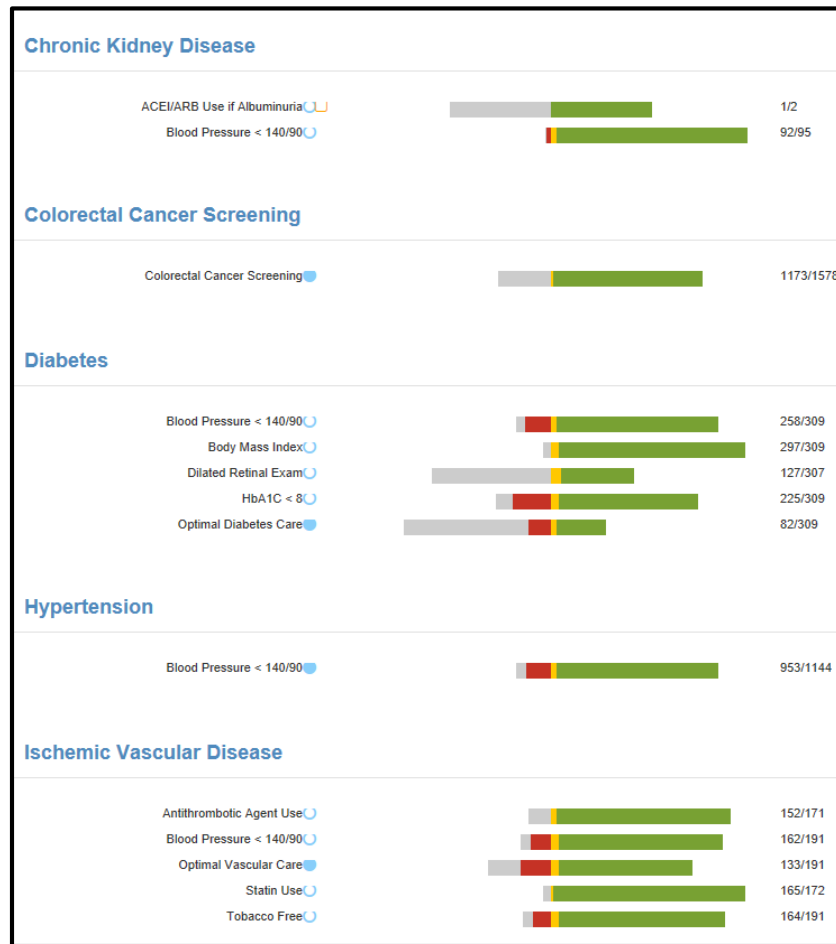 Chronic Kidney Disease
ACEI/ARB Use if Albuminuria 1/2
Blood Pressure < 140/90 92/95
Colorectal Cancer Screening
Colorectal Cancer Screening 1173/1578
Diabetes
Blood Pressure < 140/90 258/309
Body Mass Index 297/309
Dilated Retinal Exam 127/307
HbA1C < 8 225/309
Optimal Diabetes Care 82/309
Hypertension
Blood Pressure < 140/90 953/1144
Ischemic Vascular Disease
Antithrombotic Agent Use 152/171
Blood Pressure < 140/90 162/191
Optimal Vascular Care 133/191
Statin Use 165/172
Tobacco Free 164/191